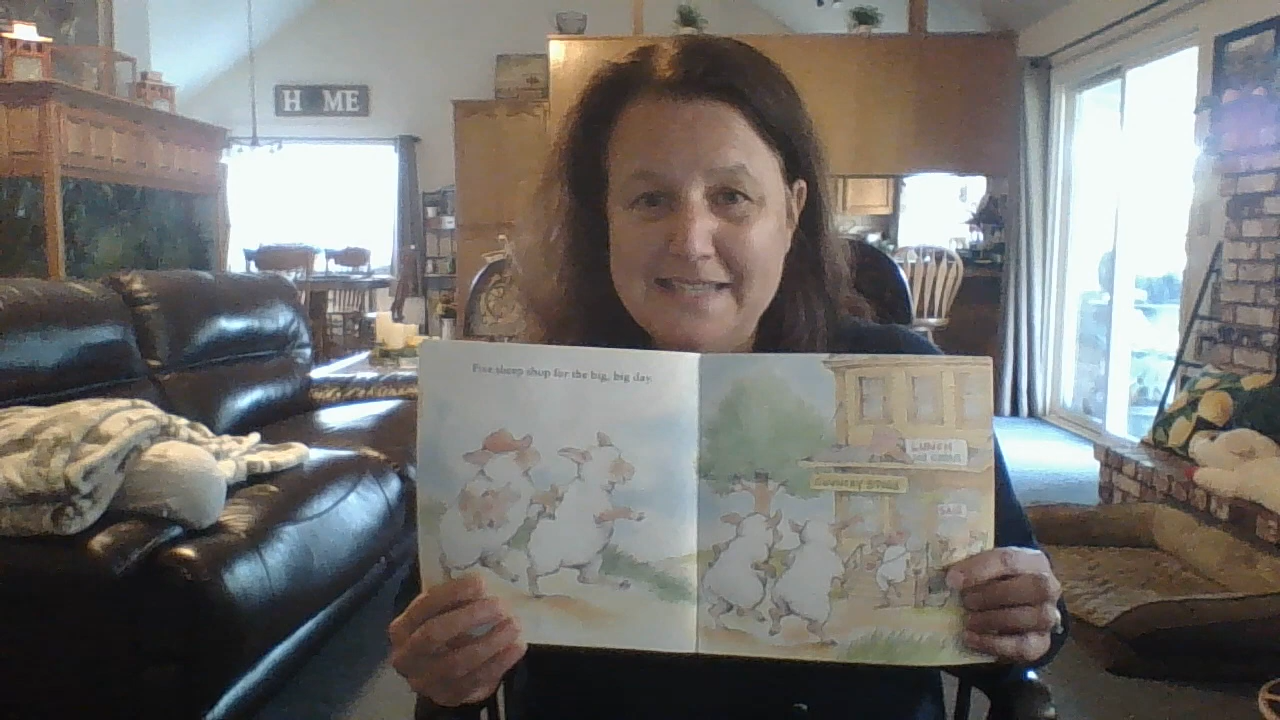 H ME
Five sheep shop for the big, big day.
LUNCH
COUNTRY STORE
SALE